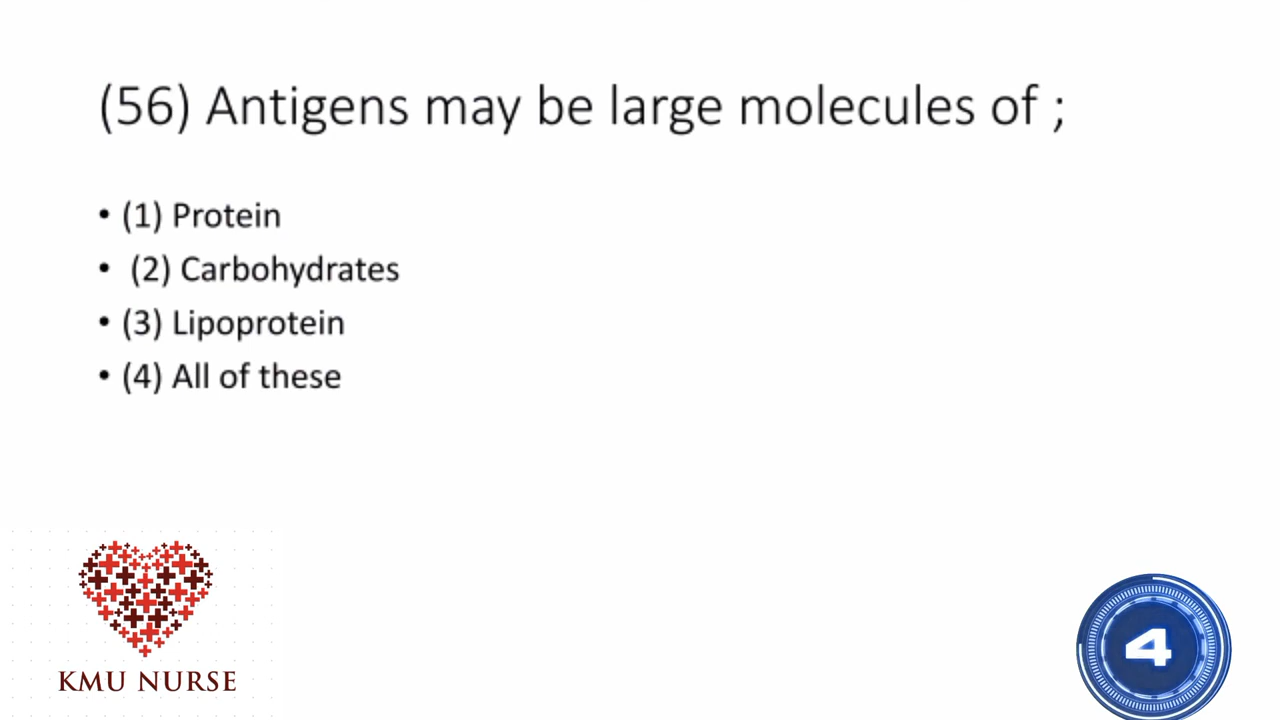 (56) Antigens may be large molecules of ;
• (1) Protein
• (2) Carbohydrates
• (3) Lipoprotein
• (4) All of these
KMU NURSE
4